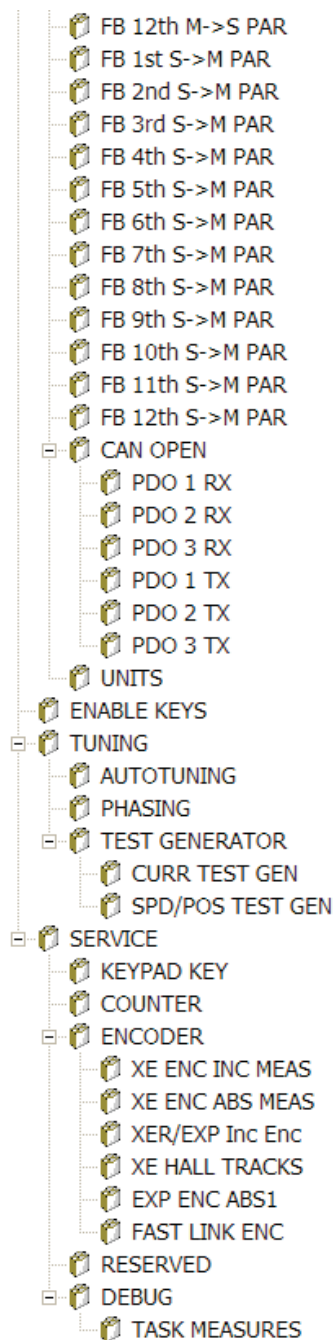 FB 12th M->S PAR
FB 1st S->M PAR
FB 2nd S->M PAR
FB 3rd S->M PAR
FB 4th S->M PAR
FB 5th S->M PAR
FB 6th S->M PAR
FB 7th S->M PAR
FB 8th S->M PAR
FB 9th S->M PAR
FB 10th S->M PAR
FB 11th S->M PAR
FB 12th S->M PAR
CAN OPEN
PDO 1 RX
PDO 2 RX
PDO 3 RX
PDO 1 TX
PDO 2 TX
PDO 3 TX
UNITS
ENABLE KEYS
TUNING
AUTOTUNING
PHASING
TEST GENERATOR
CURR TEST GEN
SPD/POS TEST GEN
SERVICE
KEYPAD KEY
COUNTER
ENCODER
XE ENC INC MEAS
XE ENC ABS MEAS
XER/EXP Inc Enc
XE HALL TRACKS
EXP ENC ABS1
FAST LINK ENC
RESERVED
DEBUG
TASK MEASURES